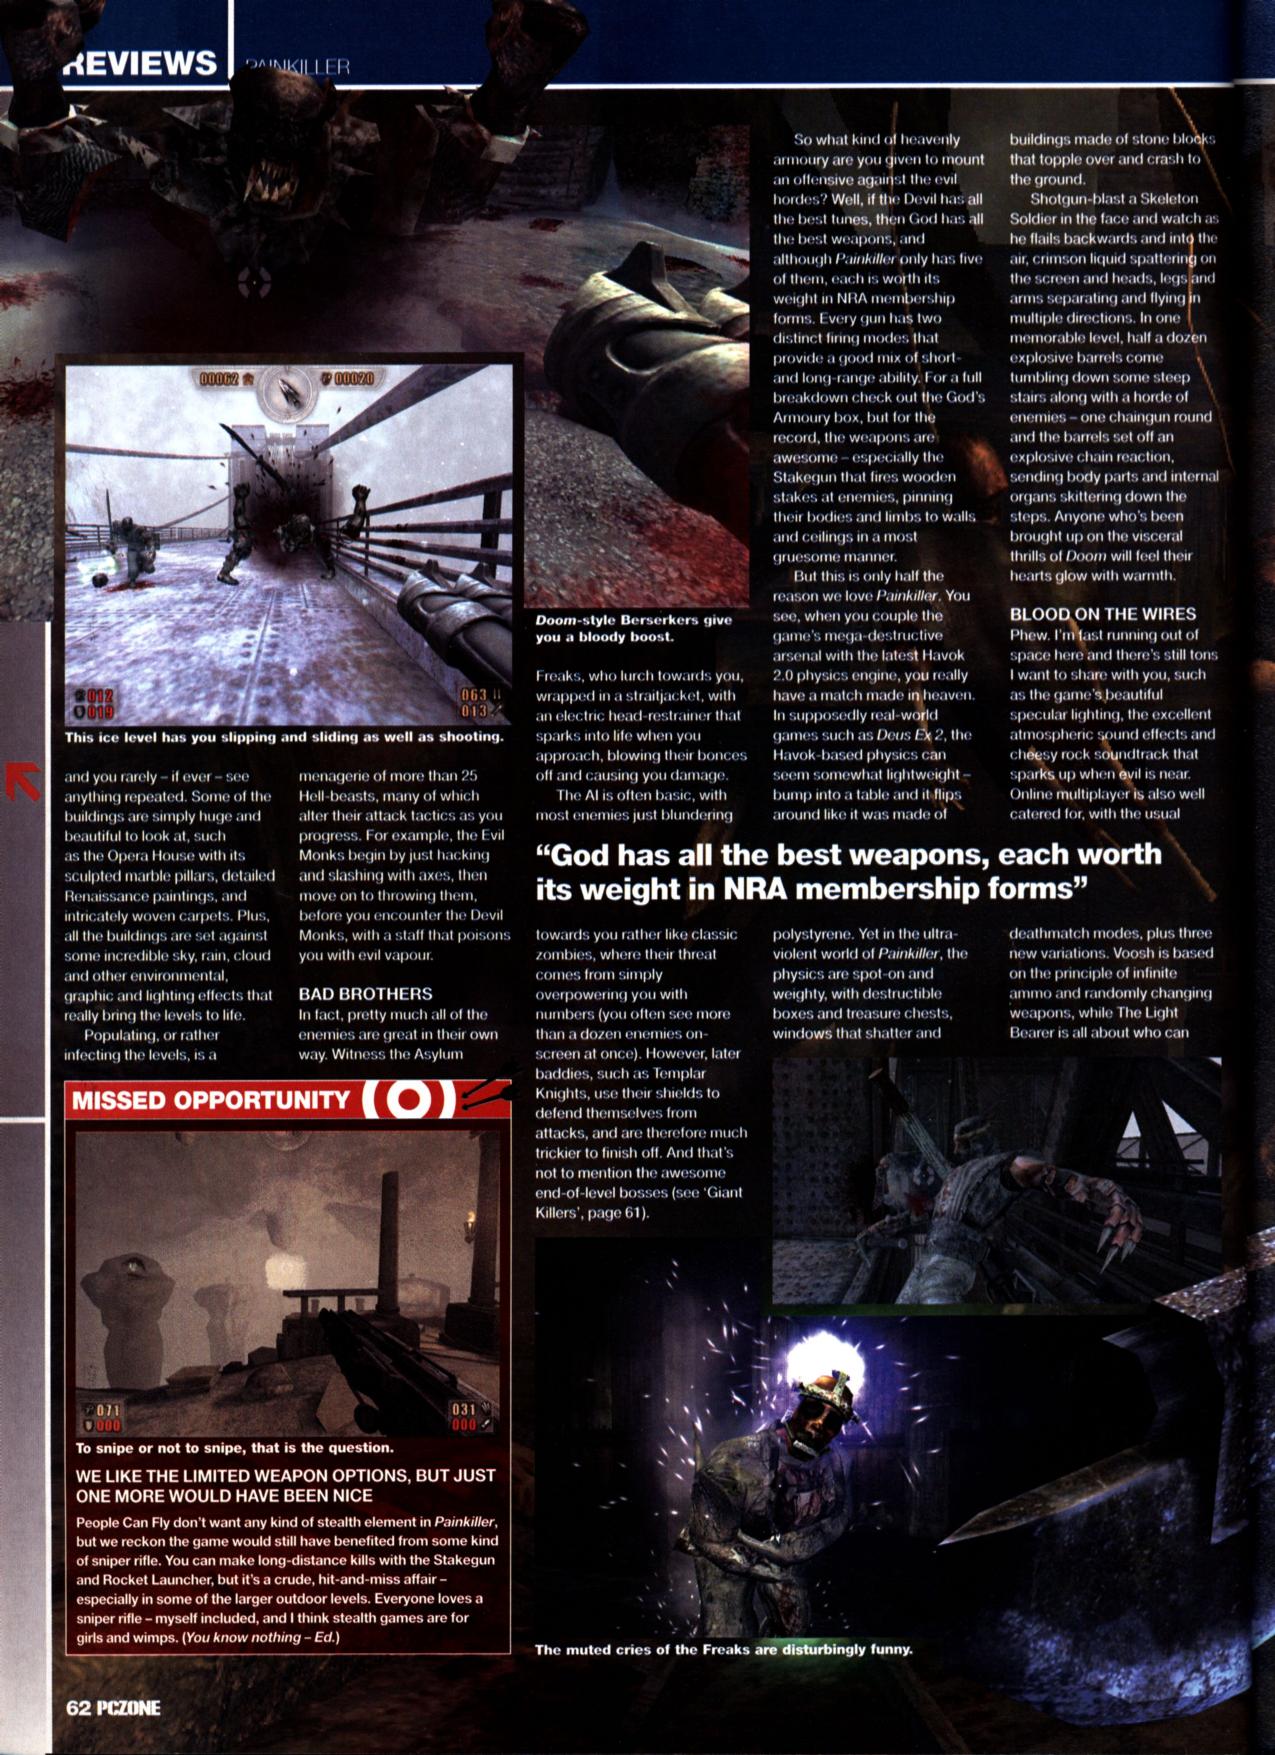 REVIEWS
PAINKILLER
00062
00020
012
019
063
013
This ice level has you slipping and sliding as well as shooting.
Doom-style Berserkers give
you a bloody boost.
and you rarely – if ever – see
anything repeated. Some of the
buildings are simply huge and
beautiful to look at, such
as the Opera House with its
sculpted marble pillars, detailed
Renaissance paintings, and
intricately woven carpets. Plus,
all the buildings are set against
some incredible sky, rain, cloud
and other environmental,
graphic and lighting effects that
really bring the levels to life.
Populating, or rather
infecting the levels, is a
menagerie of more than 25
Hell-beasts, many of which
alter their attack tactics as you
progress. For example, the Evil
Monks begin by just hacking
and slashing with axes, then
move on to throwing them,
before you encounter the Devil
Monks, with a staff that poisons
you with evil vapour.
BAD BROTHERS
In fact, pretty much all of the
enemies are great in their own
way. Witness the Asylum
Freaks, who lurch towards you,
wrapped in a straitjacket, with
an electric head-restrainer that
sparks into life when you
approach, blowing their bonces
off and causing you damage.
The AI is often basic, with
most enemies just blundering
towards you rather like classic
zombies, where their threat
comes from simply
overpowering you with
numbers (you often see more
than a dozen enemies on-
screen at once). However, later
baddies, such as Templar
Knights, use their shields to
defend themselves from
attacks, and are therefore much
trickier to finish off. And that's
not to mention the awesome
end-of-level bosses (see 'Giant
Killers', page 61).
So what kind of heavenly
armoury are you given to mount
an offensive against the evil
hordes? Well, if the Devil has all
the best tunes, then God has all
the best weapons, and
although Painkiller only has five
of them, each is worth its
weight in NRA membership
forms. Every gun has two
distinct firing modes that
provide a good mix of short-
and long-range ability. For a full
breakdown check out the God's
Armoury box, but for the
record, the weapons are
awesome – especially the
Stakegun that fires wooden
stakes at enemies, pinning
their bodies and limbs to walls
and ceilings in a most
gruesome manner.
But this is only half the
reason we love Painkiller. You
see, when you couple the
game's mega-destructive
arsenal with the latest Havok
2.0 physics engine, you really
have a match made in heaven.
In supposedly real-world
games such as Deus Ex 2, the
Havok-based physics can
seem somewhat lightweight –
bump into a table and it flips
around like it was made of
polystyrene. Yet in the ultra-
violent world of Painkiller, the
physics are spot-on and
weighty, with destructible
boxes and treasure chests,
windows that shatter and
buildings made of stone blocks
that topple over and crash to
the ground.
Shotgun-blast a Skeleton
Soldier in the face and watch as
he flails backwards and into the
air, crimson liquid spattering on
the screen and heads, legs and
arms separating and flying in
multiple directions. In one
memorable level, half a dozen
explosive barrels come
tumbling down some steep
stairs along with a horde of
enemies – one chaingun round
and the barrels set off an
explosive chain reaction,
sending body parts and internal
organs skittering down the
steps. Anyone who's been
brought up on the visceral
thrills of Doom will feel their
hearts glow with warmth.
BLOOD ON THE WIRES
Phew. I'm fast running out of
space here and there's still tons
I want to share with you, such
as the game's beautiful
specular lighting, the excellent
atmospheric sound effects and
cheesy rock soundtrack that
sparks up when evil is near.
Online multiplayer is also well
catered for, with the usual
deathmatch modes, plus three
new variations. Voosh is based
on the principle of infinite
ammo and randomly changing
weapons, while The Light
Bearer is all about who can
“God has all the best weapons, each worth
its weight in NRA membership forms”
MISSED OPPORTUNITY
071
000
031
000
To snipe or not to snipe, that is the question.
WE LIKE THE LIMITED WEAPON OPTIONS, BUT JUST
ONE MORE WOULD HAVE BEEN NICE
People Can Fly don't want any kind of stealth element in Painkiller,
but we reckon the game would still have benefited from some kind
of sniper rifle. You can make long-distance kills with the Stakegun
and Rocket Launcher, but it's a crude, hit-and-miss affair –
especially in some of the larger outdoor levels. Everyone loves a
sniper rifle – myself included, and I think stealth games are for
girls and wimps. (You know nothing – Ed.)
The muted cries of the Freaks are disturbingly funny.
62 PCZONE